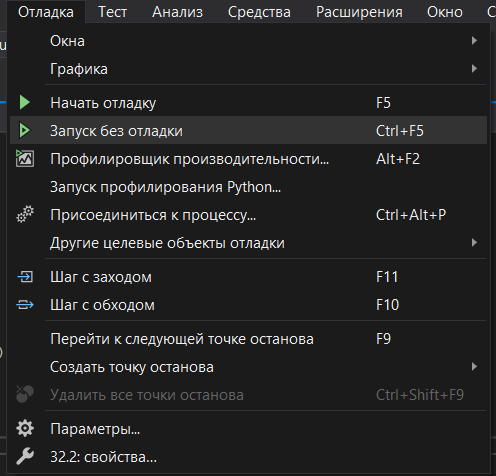 Отладка Тест Анализ Средства Расширения Окно
Окна
Графика
Начать отладку F5
Запуск без отладки Ctrl+F5
Профилировщик производительности... Alt+F2
Запуск профилирования Python...
Присоединиться к процессу... Ctrl+Alt+P
Другие целевые объекты отладки
Шаг с заходом F11
Шаг с обходом F10
Перейти к следующей точке останова F9
Создать точку останова
Удалить все точки останова Ctrl+Shift+F9
Параметры...
32.2: свойства...